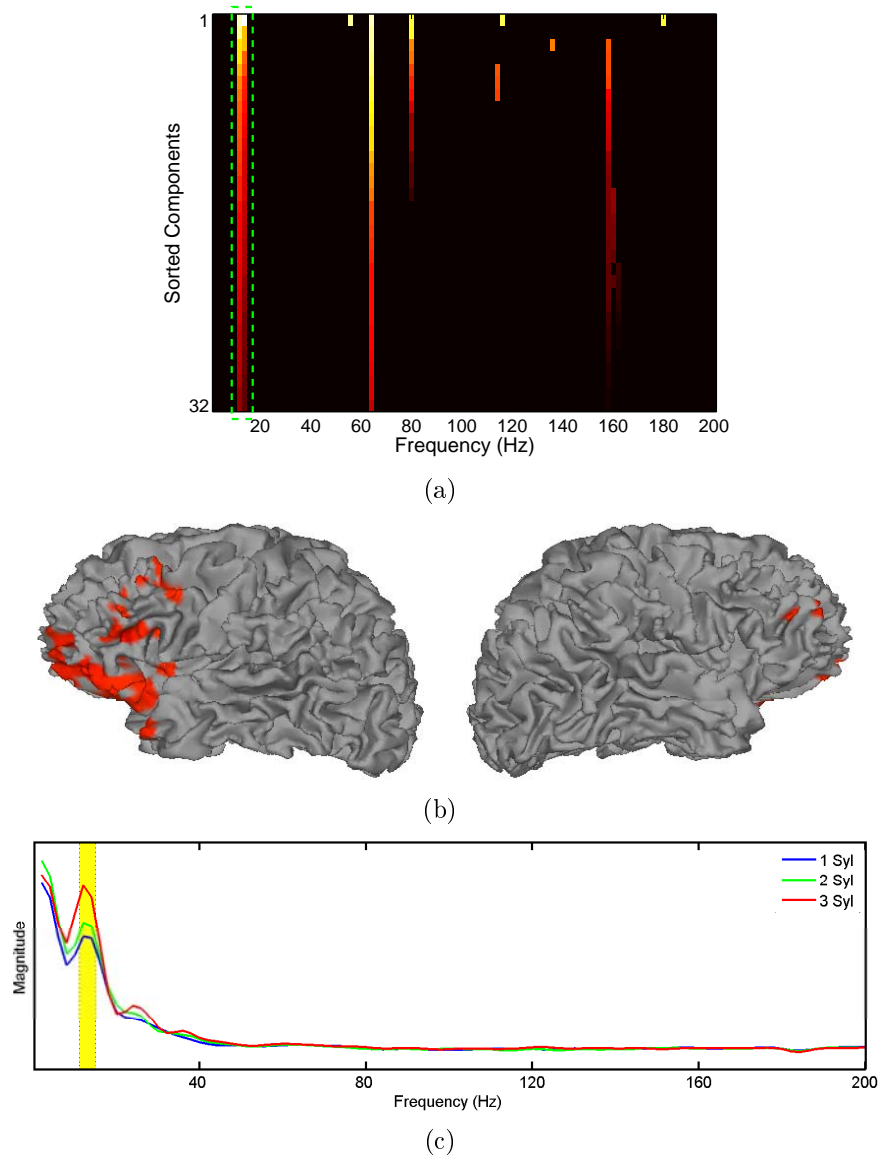 1
Sorted Components
32
20 40 60 80 100 120 140 160 180 200
Frequency (Hz)
(a)
(b)
1 Syl
2 Syl
3 Syl
Magnitude
40 80 120 160 200
Frequency (Hz)
(c)